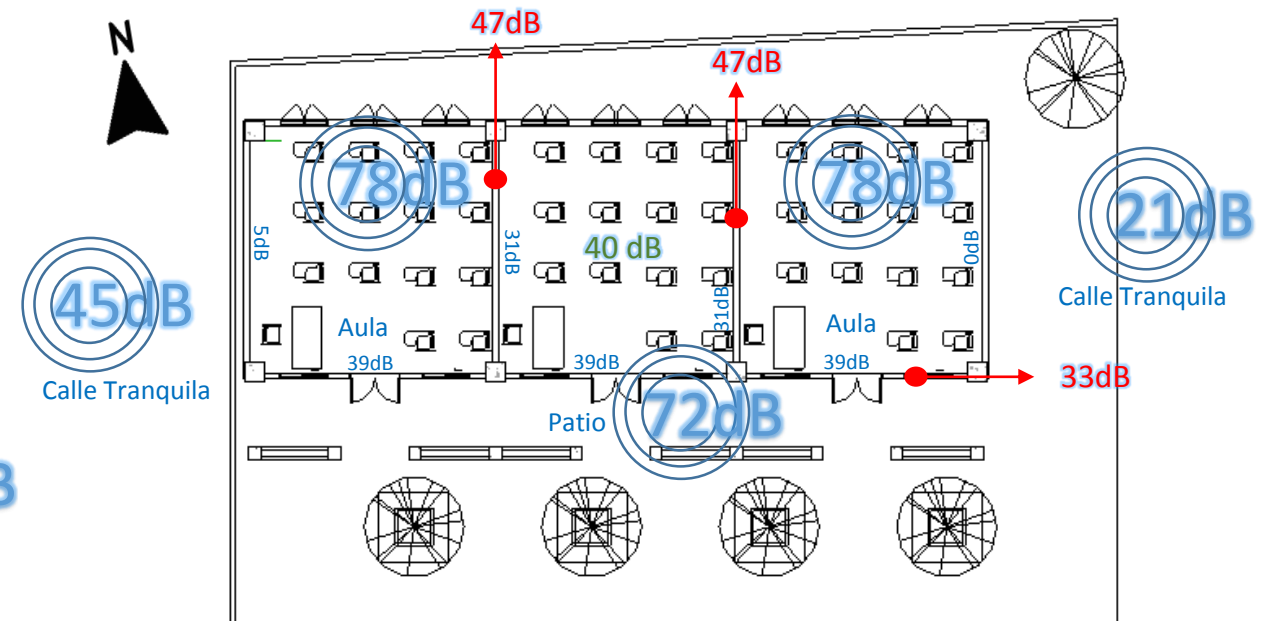 N
47dB
47dB
78dB
78dB
21dB
5dB
31dB
40 dB
0dB
45dB
31dB
Calle Tranquila
Aula
Aula
39dB
39dB
39dB
Calle Tranquila
33dB
Patio
72dB
B